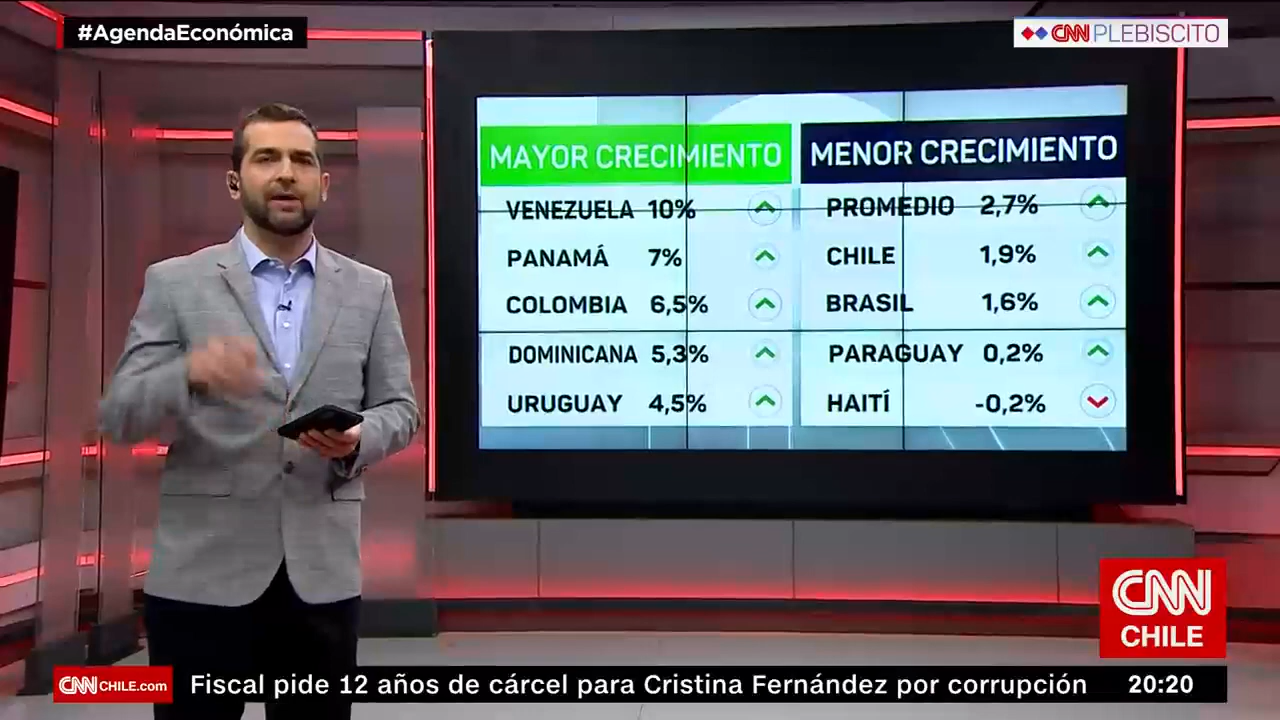 #AgendaEconómica
CNN PLEBISCITO
MAYOR CRECIMIENTO
VENEZUELA 10%
PANAMÁ 7%
COLOMBIA 6,5%
DOMINICANA 5,3%
URUGUAY 4,5%
MENOR CRECIMIENTO
PROMEDIO 2,7%
CHILE 1,9%
BRASIL 1,6%
PARAGUAY 0,2%
HAITÍ -0,2%
CNN
CHILE
CNNCHILE.com
Fiscal pide 12 años de cárcel para Cristina Fernández por corrupción
20:20